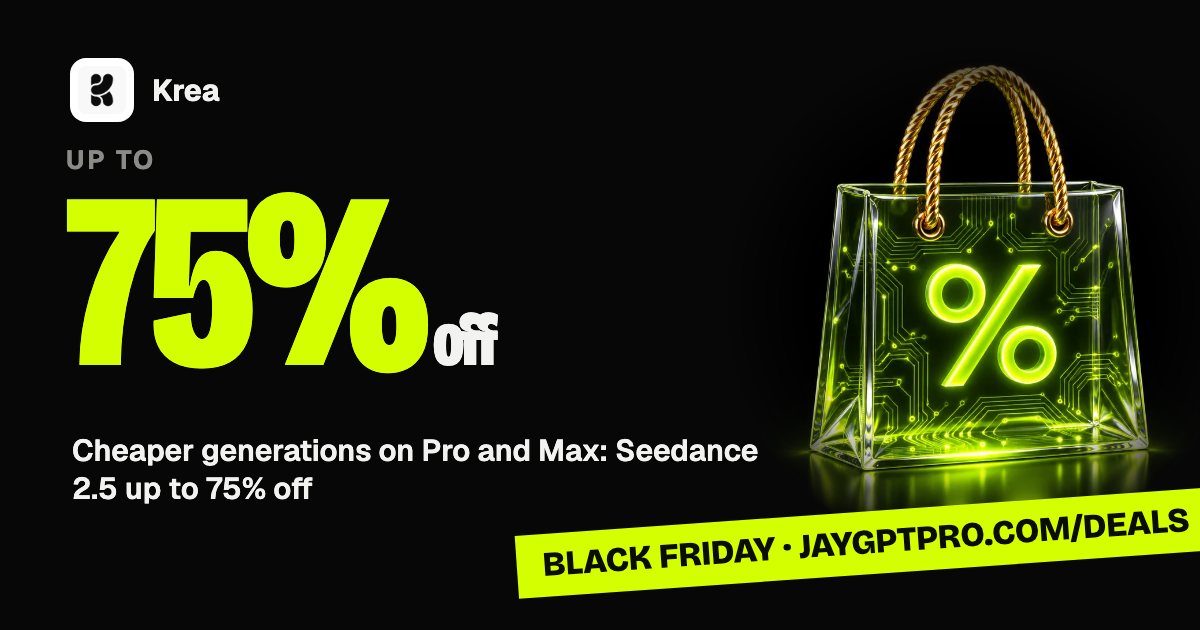 Krea
UP TO
75% off
Cheaper generations on Pro and Max: Seedance
2.5 up to 75% off
%
BLACK FRIDAY · JAYGPTPRO.COM/DEALS